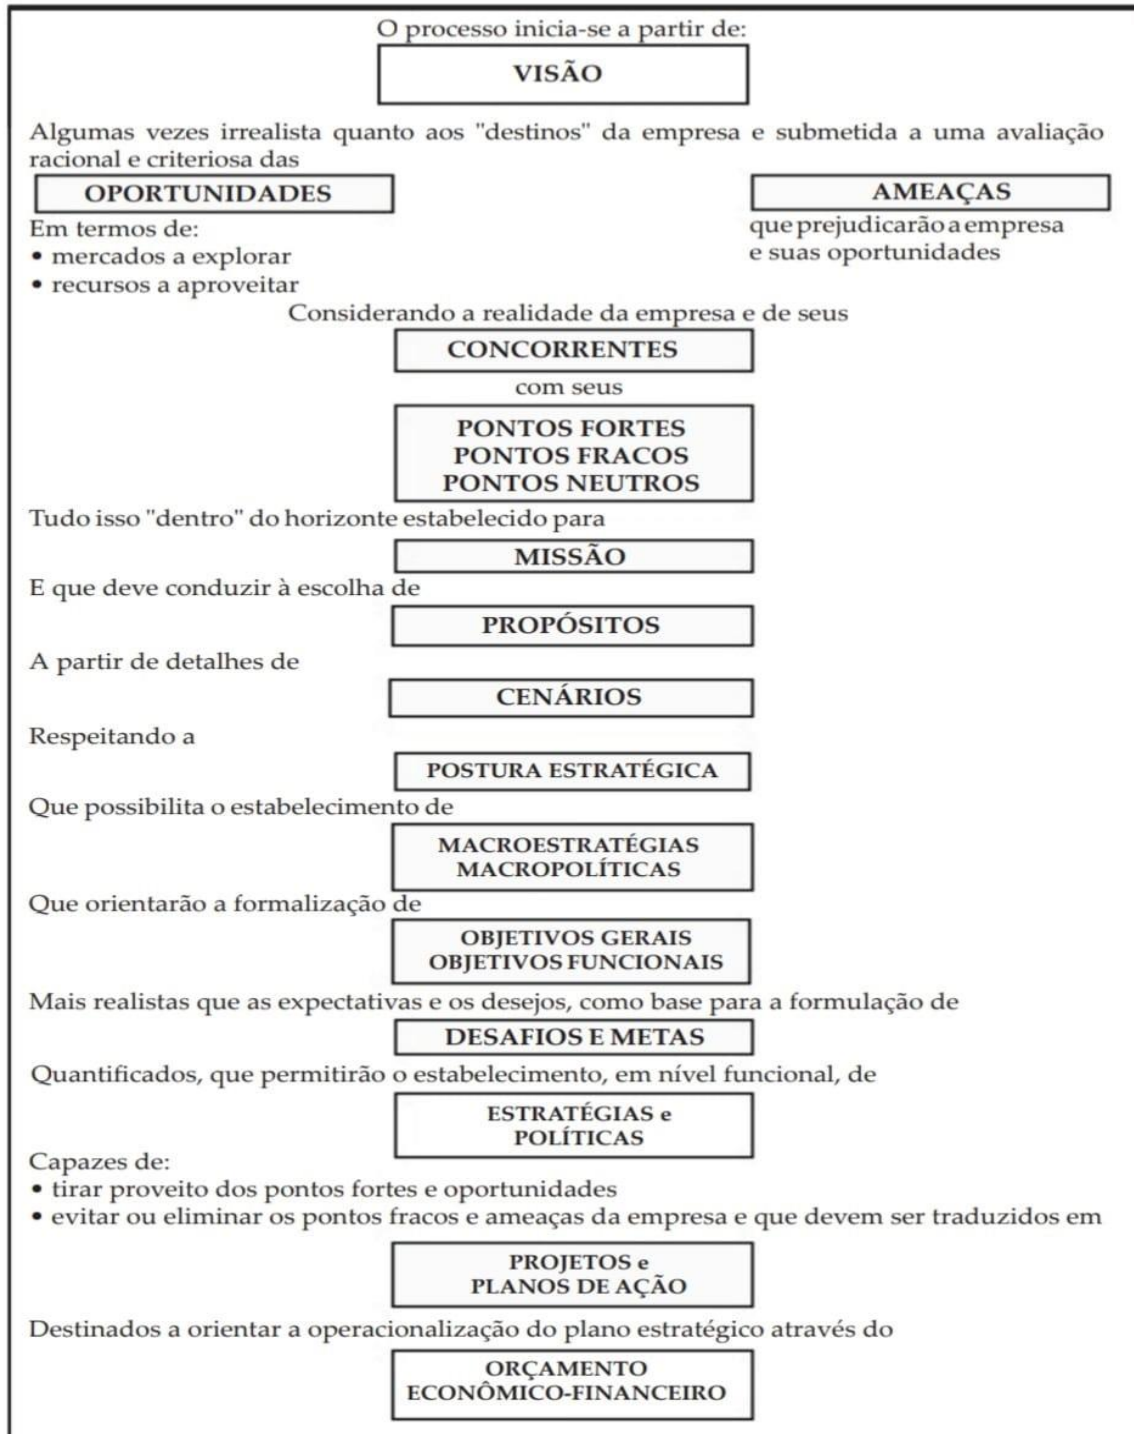 O processo inicia-se a partir de:
VISÃO
Algumas vezes irrealista quanto aos "destinos" da empresa e submetida a uma avaliação
racional e criteriosa das
OPORTUNIDADES
AMEAÇAS
Em termos de:
• mercados a explorar
• recursos a aproveitar
que prejudicarão a empresa
e suas oportunidades
Considerando a realidade da empresa e de seus
CONCORRENTES
com seus
PONTOS FORTES
PONTOS FRACOS
PONTOS NEUTROS
Tudo isso "dentro" do horizonte estabelecido para
MISSÃO
E que deve conduzir à escolha de
PROPÓSITOS
A partir de detalhes de
CENÁRIOS
Respeitando a
POSTURA ESTRATÉGICA
Que possibilita o estabelecimento de
MACROESTRATÉGIAS
MACROPOLÍTICAS
Que orientarão a formalização de
OBJETIVOS GERAIS
OBJETIVOS FUNCIONAIS
Mais realistas que as expectativas e os desejos, como base para a formulação de
DESAFIOS E METAS
Quantificados, que permitirão o estabelecimento, em nível funcional, de
ESTRATÉGIAS e
POLÍTICAS
Capazes de:
• tirar proveito dos pontos fortes e oportunidades
• evitar ou eliminar os pontos fracos e ameaças da empresa e que devem ser traduzidos em
PROJETOS e
PLANOS DE AÇÃO
Destinados a orientar a operacionalização do plano estratégico através do
ORÇAMENTO
ECONÔMICO-FINANCEIRO